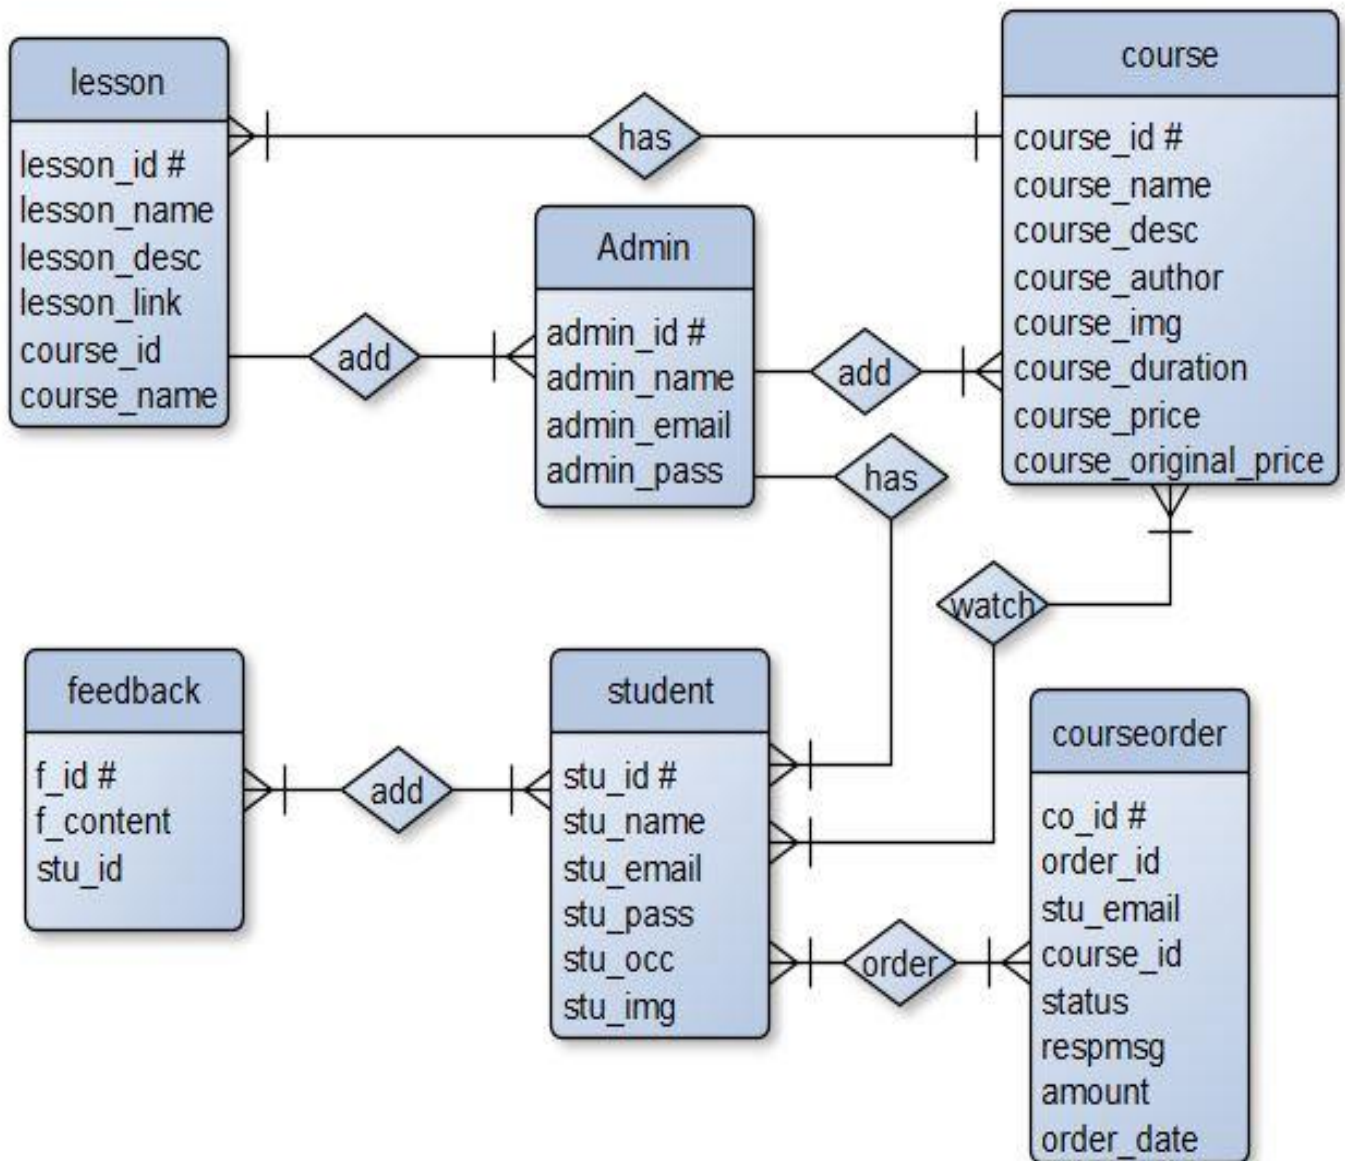 lesson
lesson_id #
lesson_name
lesson_desc
lesson_link
course_id
course_name
has
course
course_id #
course_name
course_desc
course_author
course_img
course_duration
course_price
course_original_price
add
Admin
admin_id #
admin_name
admin_email
admin_pass
add
has
watch
feedback
f_id #
f_content
stu_id
add
student
stu_id #
stu_name
stu_email
stu_pass
stu_occ
stu_img
order
courseorder
co_id #
order_id
stu_email
course_id
status
respmsg
amount
order_date